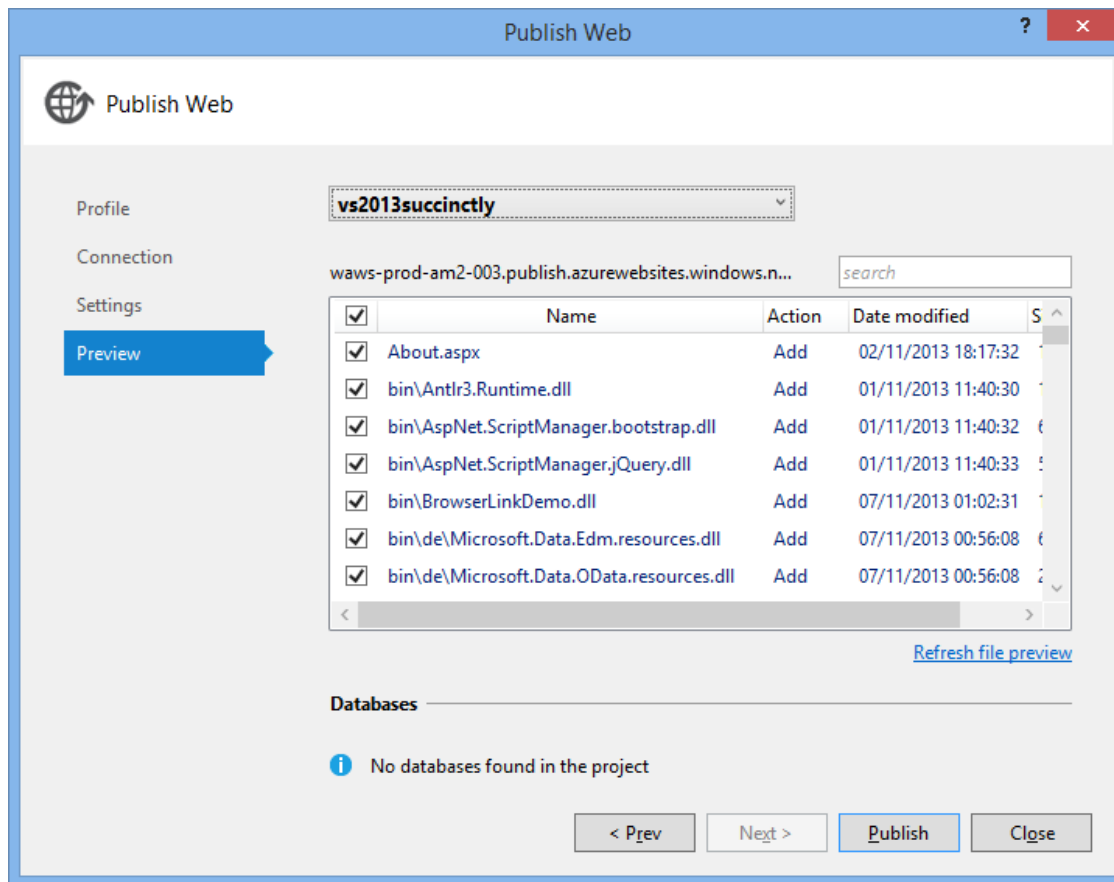 Publish Web
?
Publish Web
Profile
Connection
Settings
Preview
vs2013succinctly
waws-prod-am2-003.publish.azurewebsites.windows.n...
search
Name Action Date modified S
About.aspx Add 02/11/2013 18:17:32
bin\Antlr3.Runtime.dll Add 01/11/2013 11:40:30
bin\AspNet.ScriptManager.bootstrap.dll Add 01/11/2013 11:40:32
bin\AspNet.ScriptManager.jQuery.dll Add 01/11/2013 11:40:33
bin\BrowserLinkDemo.dll Add 07/11/2013 01:02:31
bin\de\Microsoft.Data.Edm.resources.dll Add 07/11/2013 00:56:08
bin\de\Microsoft.Data.OData.resources.dll Add 07/11/2013 00:56:08
Refresh file preview
Databases
No databases found in the project
< Prev Next > Publish Close